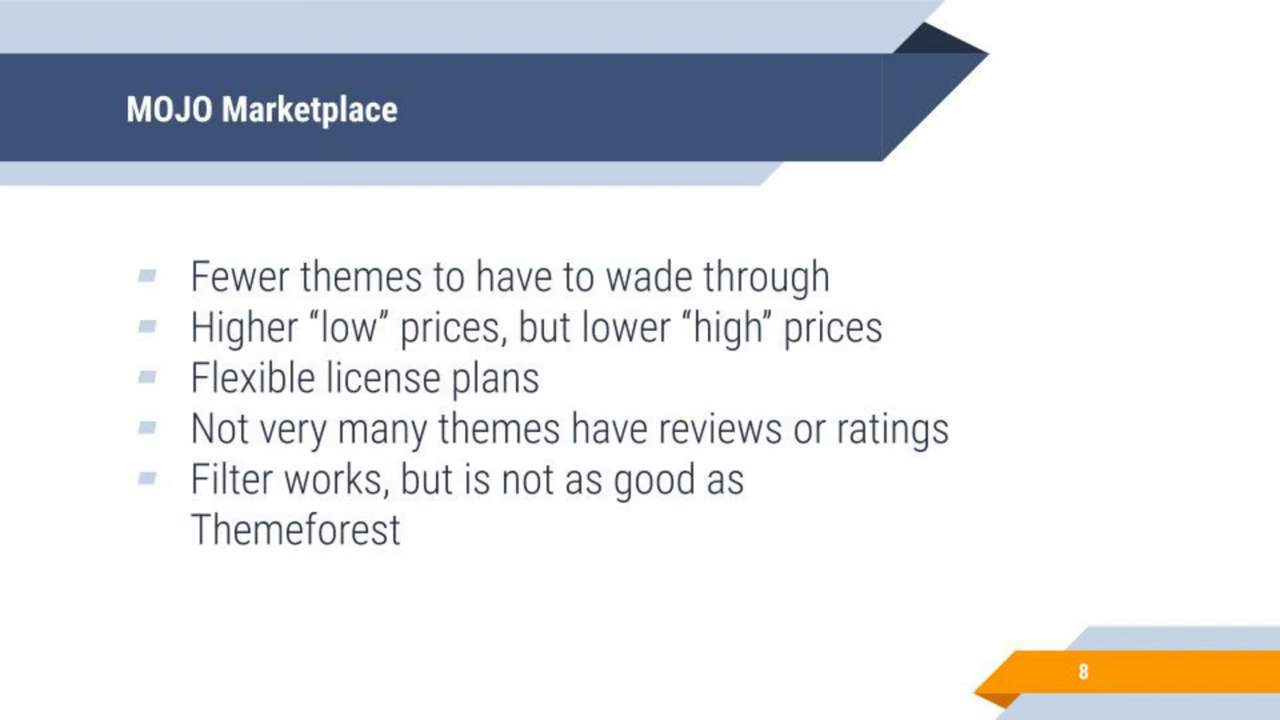 MOJO Marketplace
Fewer themes to have to wade through
Higher “low” prices, but lower “high” prices
Flexible license plans
Not very many themes have reviews or ratings
Filter works, but is not as good as
Themeforest
8